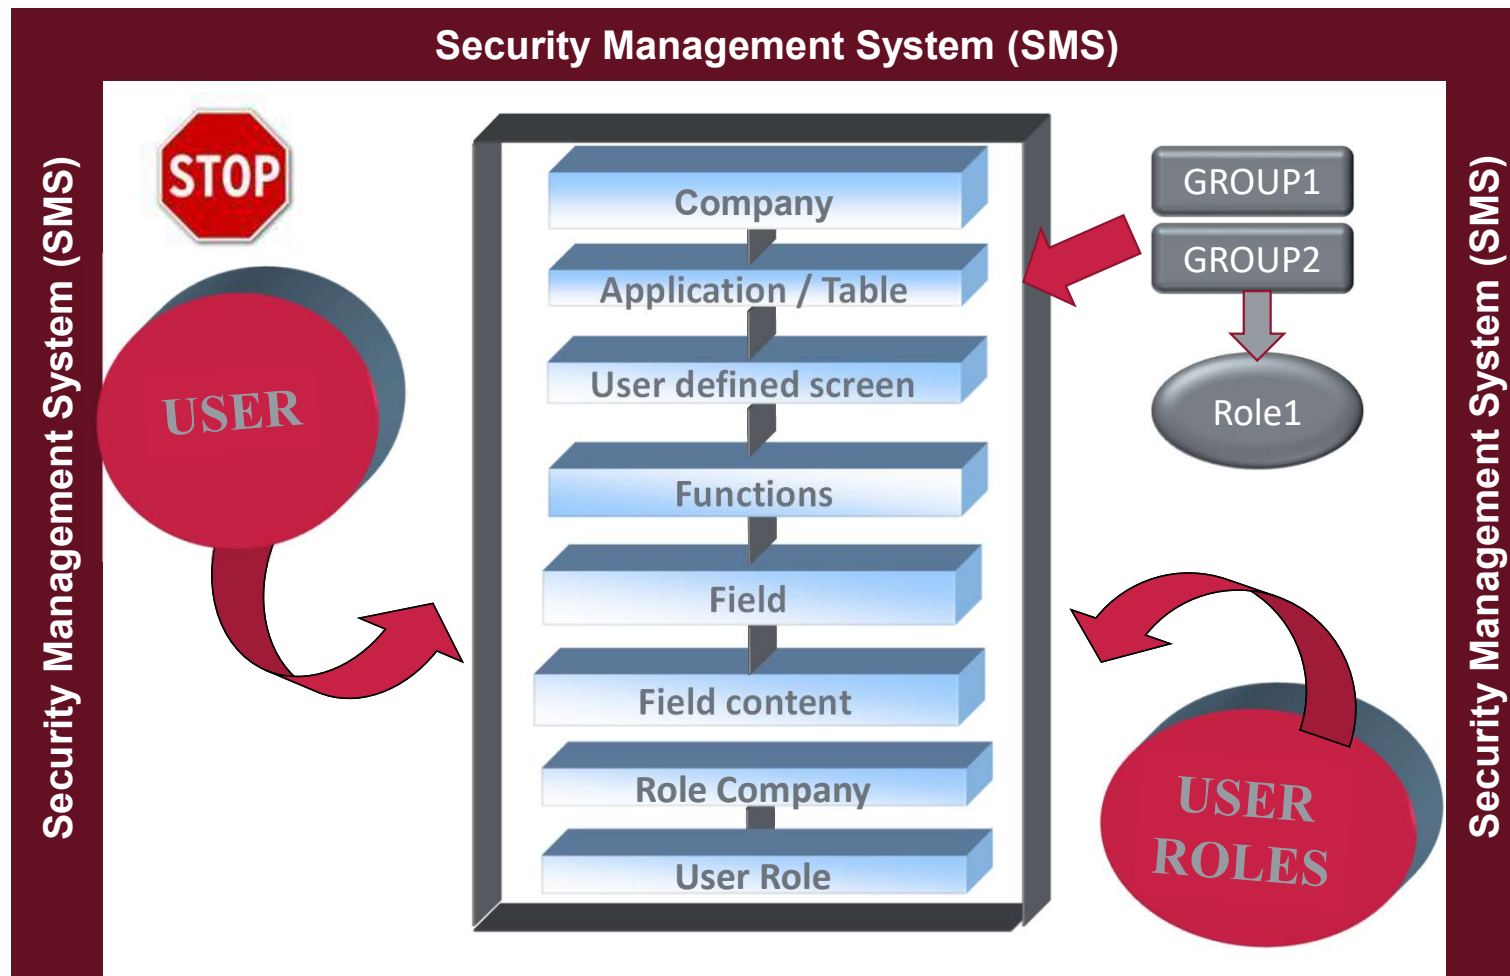 Security Management System (SMS)
Security Management System (SMS)
STOP
USER
Company
Application / Table
User defined screen
Functions
Field
Field content
Role Company
User Role
GROUP1
GROUP2
Role1
USER
ROLES
Security Management System (SMS)